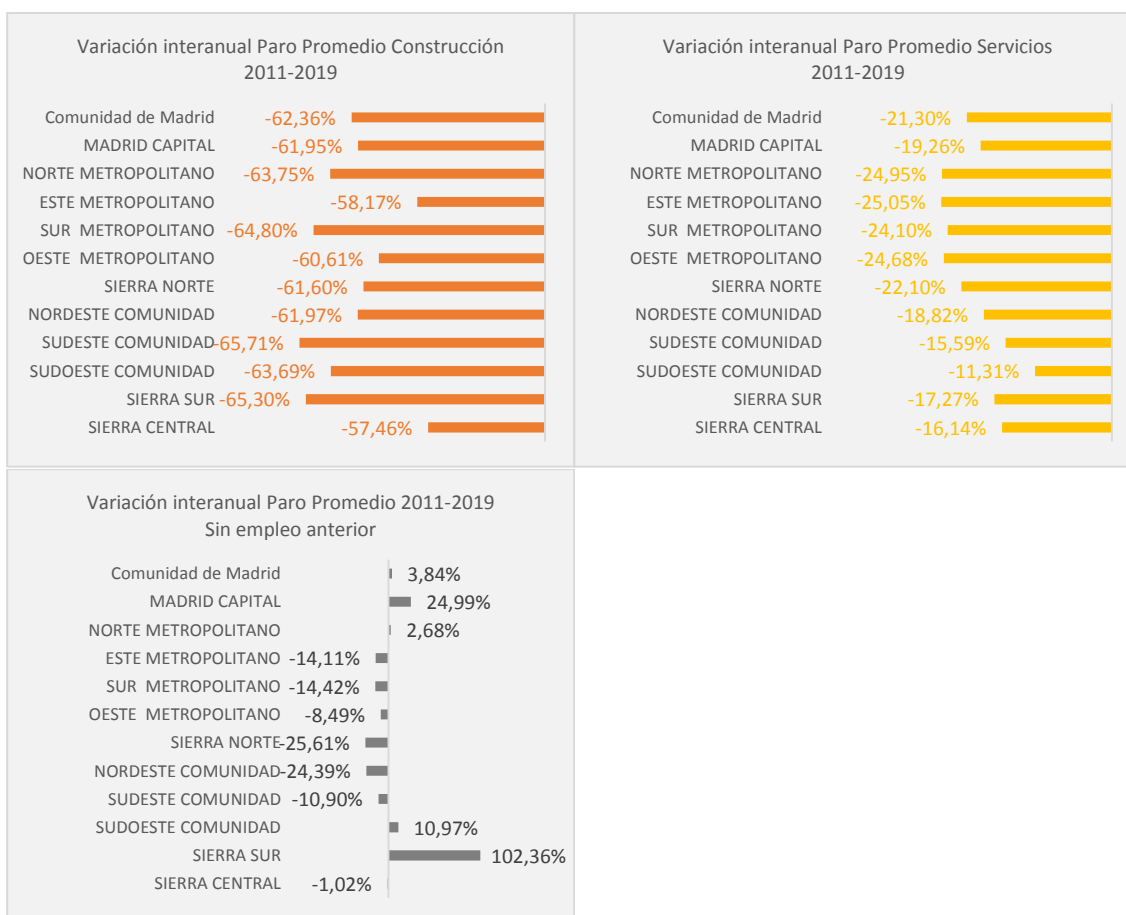 Variación interanual Paro Promedio Construcción
2011-2019
Comunidad de Madrid -62,36%
MADRID CAPITAL -61,95%
NORTE METROPOLITANO -63,75%
ESTE METROPOLITANO -58,17%
SUR METROPOLITANO -64,80%
OESTE METROPOLITANO -60,61%
SIERRA NORTE -61,60%
NORDESTE COMUNIDAD -61,97%
SUDESTE COMUNIDAD -65,71%
SUDOESTE COMUNIDAD -63,69%
SIERRA SUR -65,30%
SIERRA CENTRAL -57,46%
Variación interanual Paro Promedio Servicios
2011-2019
Comunidad de Madrid -21,30%
MADRID CAPITAL -19,26%
NORTE METROPOLITANO -24,95%
ESTE METROPOLITANO -25,05%
SUR METROPOLITANO -24,10%
OESTE METROPOLITANO -24,68%
SIERRA NORTE -22,10%
NORDESTE COMUNIDAD -18,82%
SUDESTE COMUNIDAD -15,59%
SUDOESTE COMUNIDAD -11,31%
SIERRA SUR -17,27%
SIERRA CENTRAL -16,14%
Variación interanual Paro Promedio 2011-2019
Sin empleo anterior
Comunidad de Madrid 3,84%
MADRID CAPITAL 24,99%
NORTE METROPOLITANO 2,68%
ESTE METROPOLITANO -14,11%
SUR METROPOLITANO -14,42%
OESTE METROPOLITANO -8,49%
SIERRA NORTE -25,61%
NORDESTE COMUNIDAD -24,39%
SUDESTE COMUNIDAD -10,90%
SUDOESTE COMUNIDAD 10,97%
SIERRA SUR 102,36%
SIERRA CENTRAL -1,02%